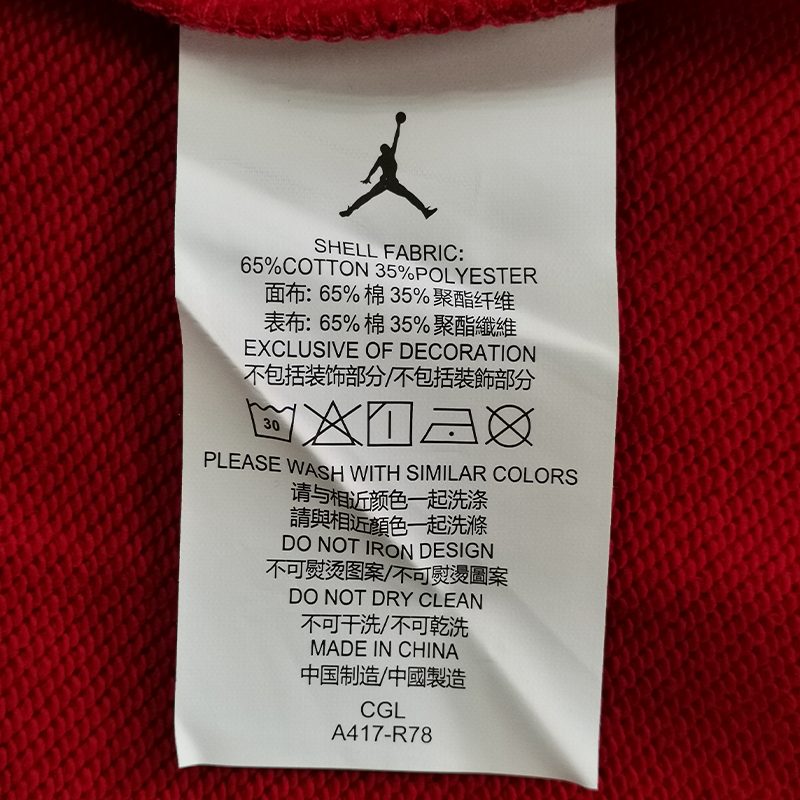 SHELL FABRIC:
65%COTTON 35%POLYESTER
面布: 65% 棉 35% 聚酯纤维
表布: 65% 棉 35% 聚酯纖維
EXCLUSIVE OF DECORATION
不包括装饰部分/不包括裝飾部分
30
PLEASE WASH WITH SIMILAR COLORS
请与相近颜色一起洗涤
請與相近顏色一起洗滌
DO NOT IRON DESIGN
不可熨烫图案/不可熨燙圖案
DO NOT DRY CLEAN
不可干洗/不可乾洗
MADE IN CHINA
中国制造/中國製造
CGL
A417-R78